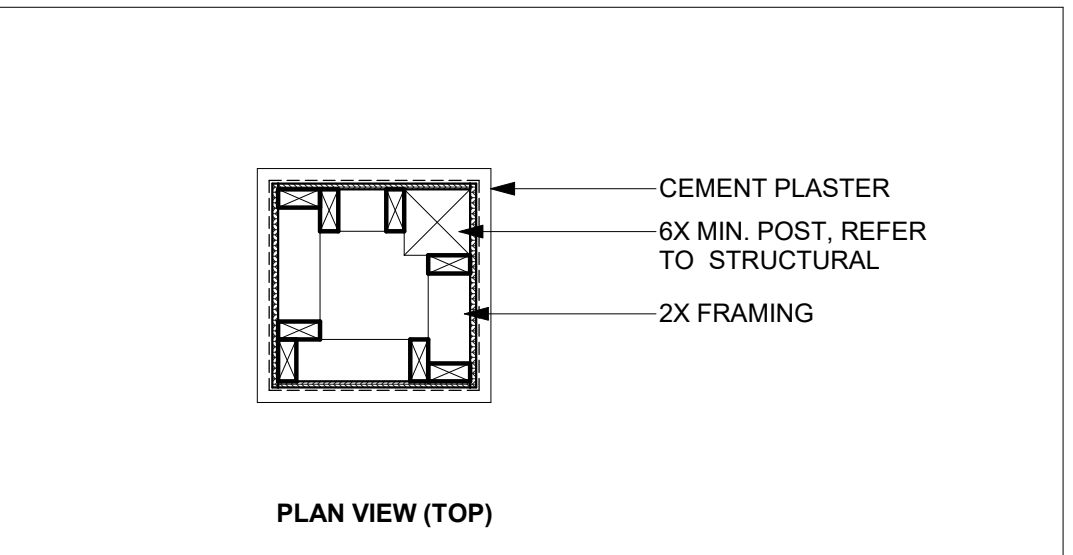 CEMENT PLASTER
6X MIN. POST, REFER
TO STRUCTURAL
2X FRAMING
PLAN VIEW (TOP)